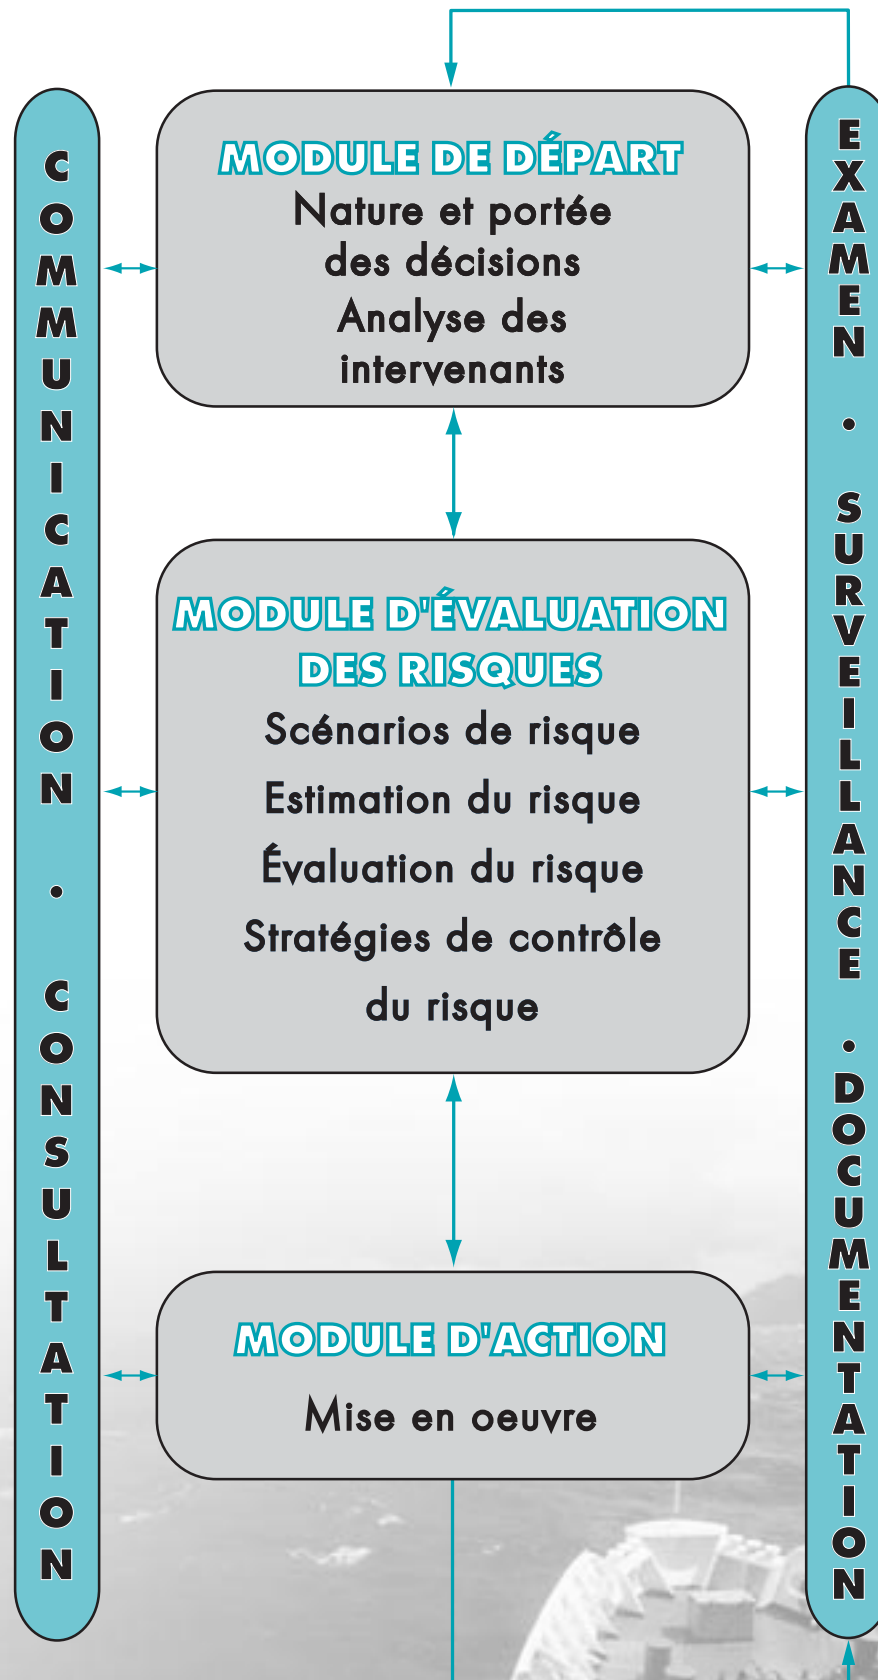 COMMUNICATION • CONSULTATION
MODULE DE DÉPART
Nature et portée
des décisions
Analyse des
intervenants
MODULE D'ÉVALUATION
DES RISQUES
Scénarios de risque
Estimation du risque
Évaluation du risque
Stratégies de contrôle
du risque
MODULE D'ACTION
Mise en oeuvre
EXAMEN • SURVEILLANCE • DOCUMENTATION